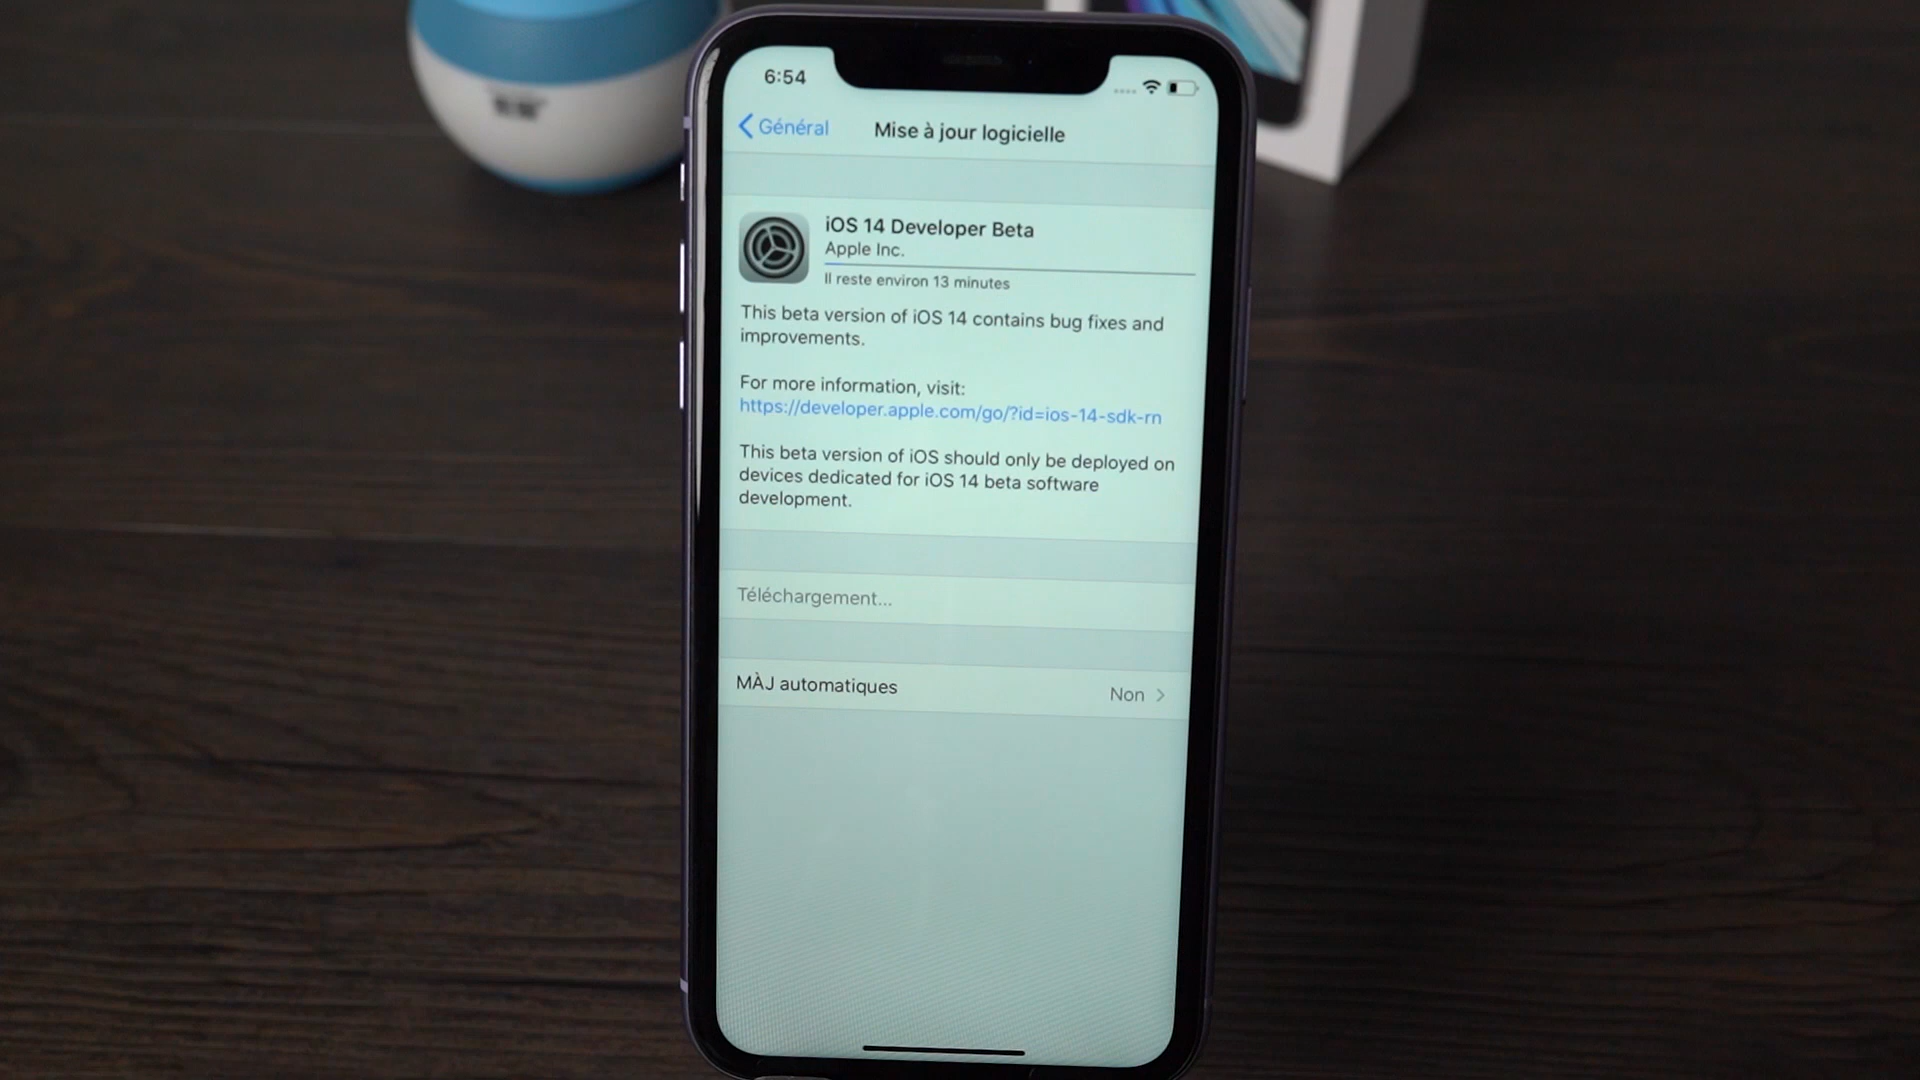 6:54
Général
Mise à jour logicielle
iOS 14 Developer Beta
Apple Inc.
Il reste environ 13 minutes
This beta version of iOS 14 contains bug fixes and
improvements.
For more information, visit:
https://developer.apple.com/go/?id=ios-14-sdk-rn
This beta version of iOS should only be deployed on
devices dedicated for iOS 14 beta software
development.
Téléchargement...
MÀJ automatiques
Non